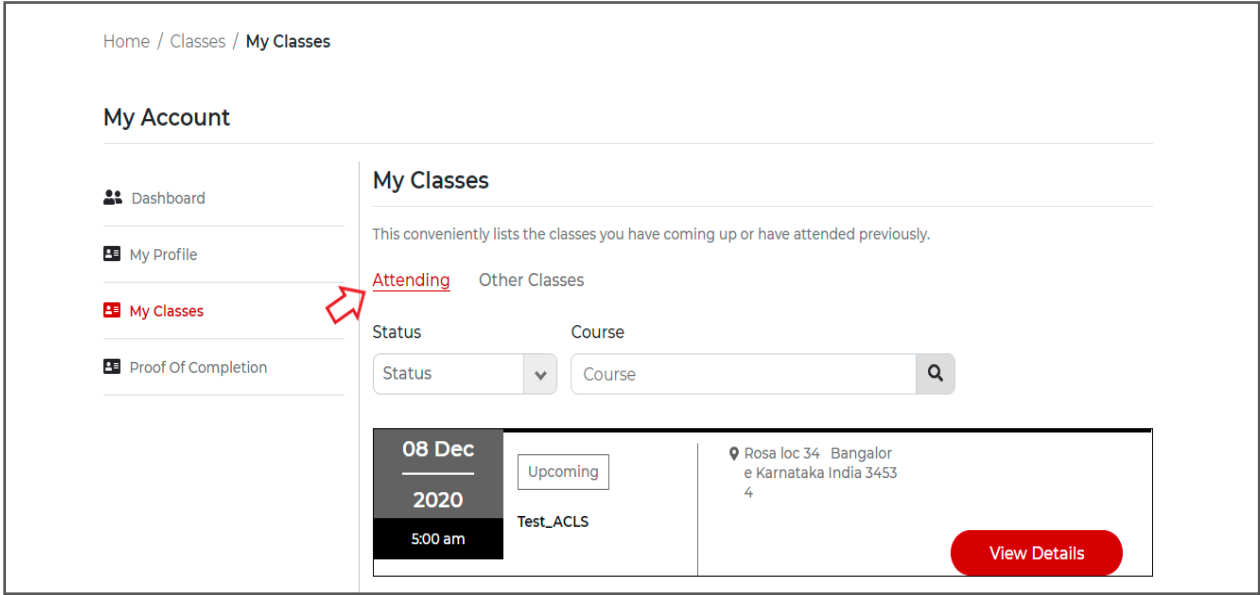 Home / Classes / My Classes
My Account
Dashboard
My Profile
My Classes
Proof Of Completion
My Classes
This conveniently lists the classes you have coming up or have attended previously.
Attending Other Classes
Status Course
Status Course
08 Dec
2020
5:00 am
Upcoming
Test_ACLS
Rosa loc 34 Bangalor
e Karnataka India 3453
4
View Details